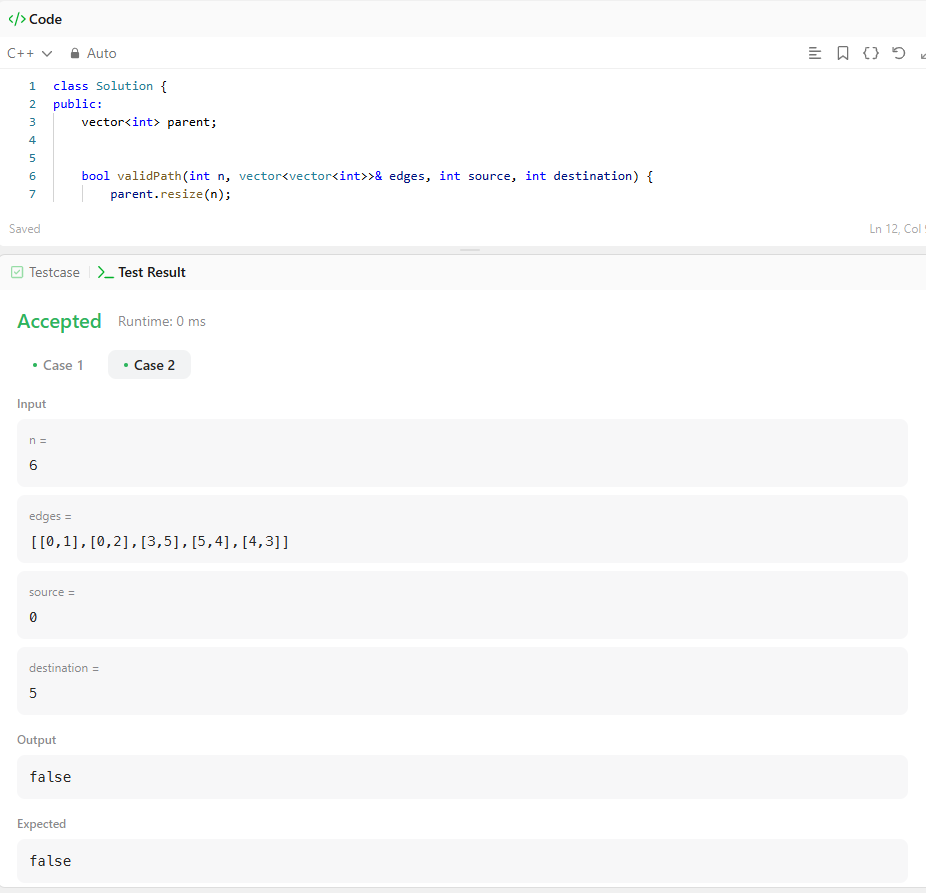 </> Code
C++ Auto
1 class Solution {
2 public:
3     vector<int> parent;
4
5
6     bool validPath(int n, vector<vector<int>>& edges, int source, int destination) {
7         parent.resize(n);
Saved Ln 12, Col
Testcase Test Result
Accepted Runtime: 0 ms
Case 1 Case 2
Input
n =
6
edges =
[[0,1],[0,2],[3,5],[5,4],[4,3]]
source =
0
destination =
5
Output
false
Expected
false